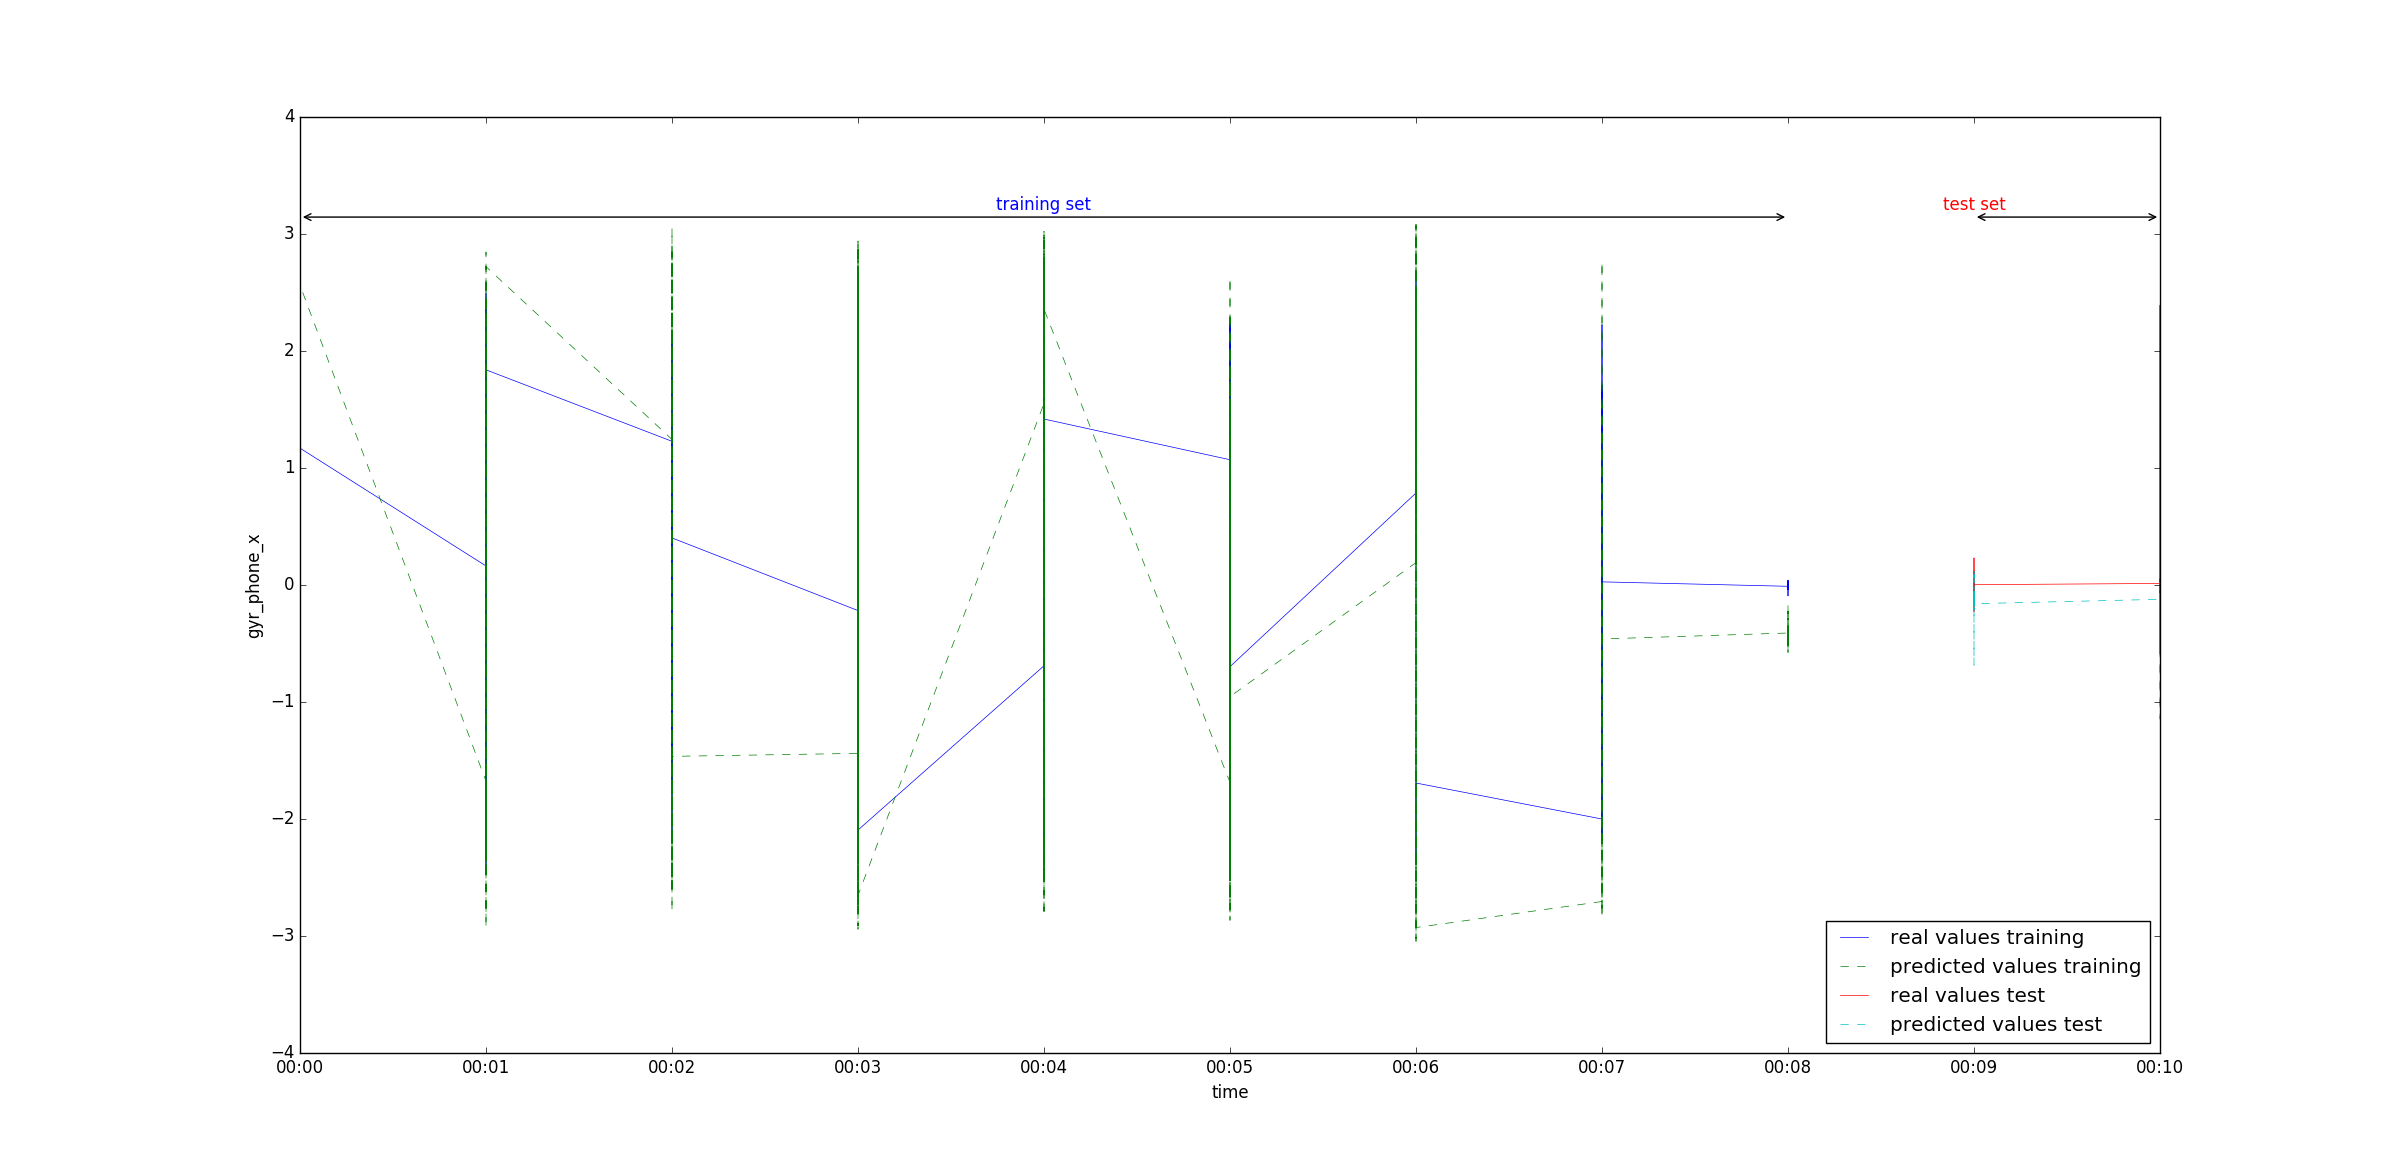 training set
test set
4
3
2
1
0
−1
−2
−3
−4
gyr_phone_x
00:00 00:01 00:02 00:03 00:04 00:05 00:06 00:07 00:08 00:09 00:10
time
real values training
predicted values training
real values test
predicted values test